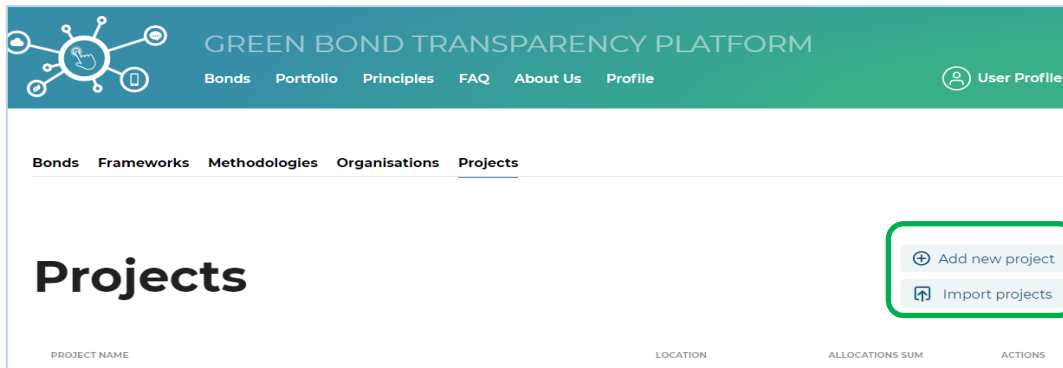 GREEN BOND TRANSPARENCY PLATFORM
Bonds Portfolio Principles FAQ About Us Profile User Profile
Bonds Frameworks Methodologies Organisations Projects
Projects
Add new project
Import projects
PROJECT NAME LOCATION ALLOCATIONS SUM ACTIONS